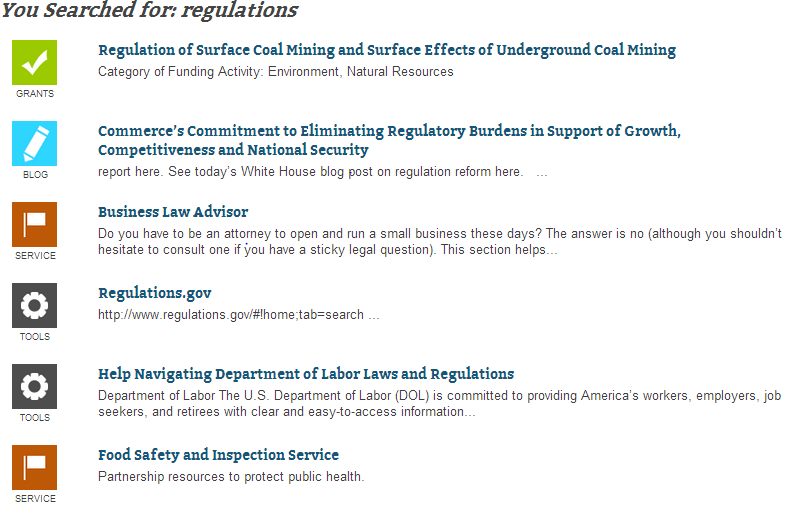 You Searched for: regulations
Regulation of Surface Coal Mining and Surface Effects of Underground Coal Mining
Category of Funding Activity: Environment, Natural Resources
GRANTS
Commerce's Commitment to Eliminating Regulatory Burdens in Support of Growth,
Competitiveness and National Security
report here. See today's White House blog post on regulation reform here. ...
BLOG
Business Law Advisor
Do you have to be an attorney to open and run a small business these days? The answer is no (although you shouldn't
hesitate to consult one if you have a sticky legal question). This section helps...
SERVICE
Regulations.gov
http://www.regulations.gov/#!home;tab=search ...
TOOLS
Help Navigating Department of Labor Laws and Regulations
Department of Labor The U.S. Department of Labor (DOL) is committed to providing America's workers, employers, job
seekers, and retirees with clear and easy-to-access information...
TOOLS
Food Safety and Inspection Service
Partnership resources to protect public health.
SERVICE